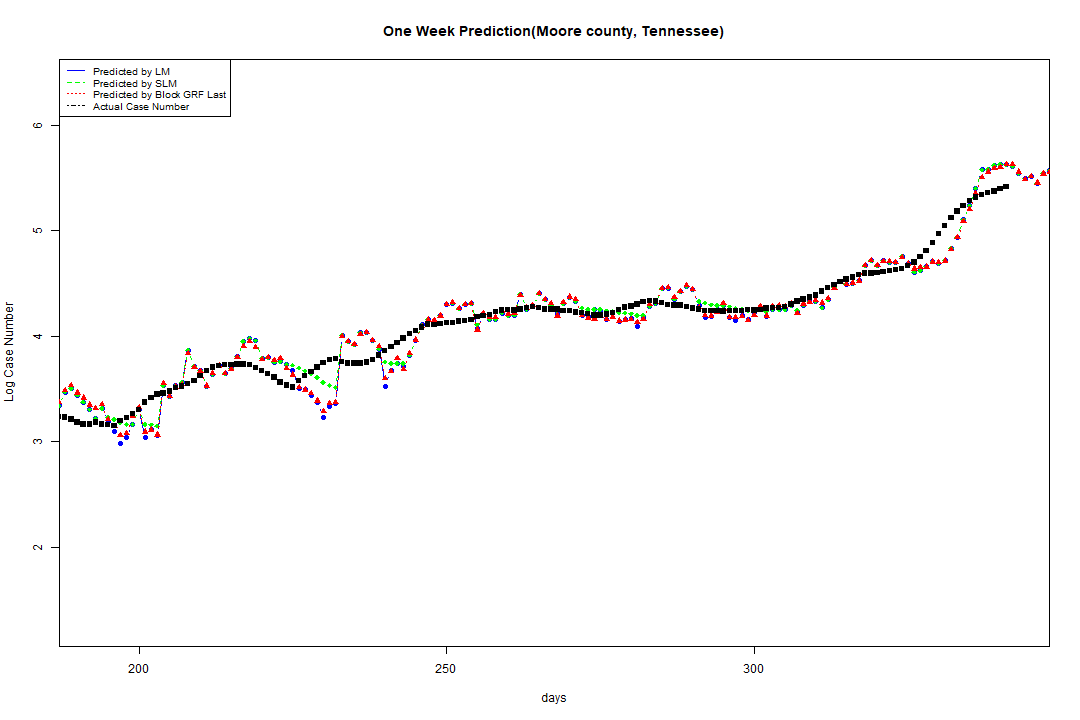 One Week Prediction(Moore county, Tennessee)
Predicted by LM
Predicted by SLM
Predicted by Block GRF Last
Actual Case Number
6
5
4
3
2
Log Case Number
200
250
300
days